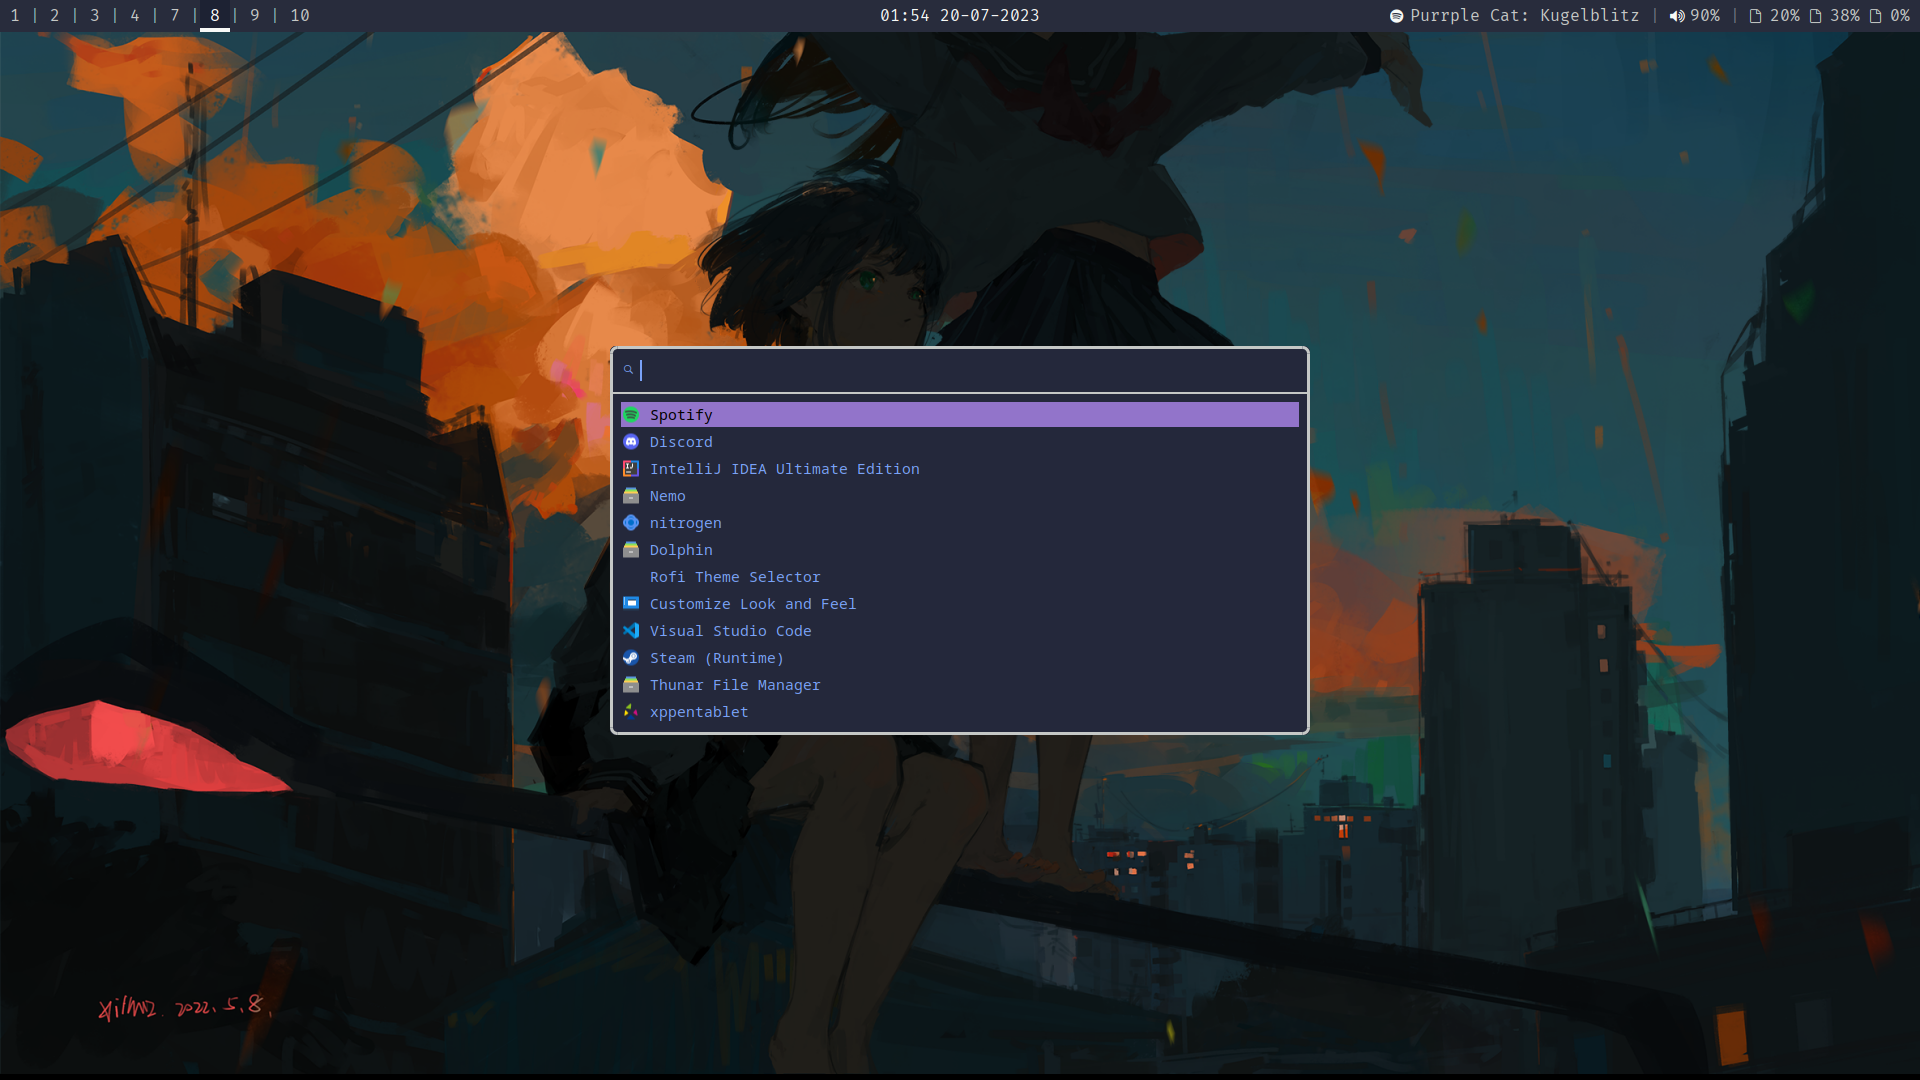 1 | 2 | 3 | 4 | 7 | 8 | 9 | 10
01:54 20-07-2023
Purrple Cat: Kugelblitz | 90% | 20% 38% 0%
Spotify
Discord
IntelliJ IDEA Ultimate Edition
Nemo
nitrogen
Dolphin
Rofi Theme Selector
Customize Look and Feel
Visual Studio Code
Steam (Runtime)
Thunar File Manager
xppentablet
2022.5.8.